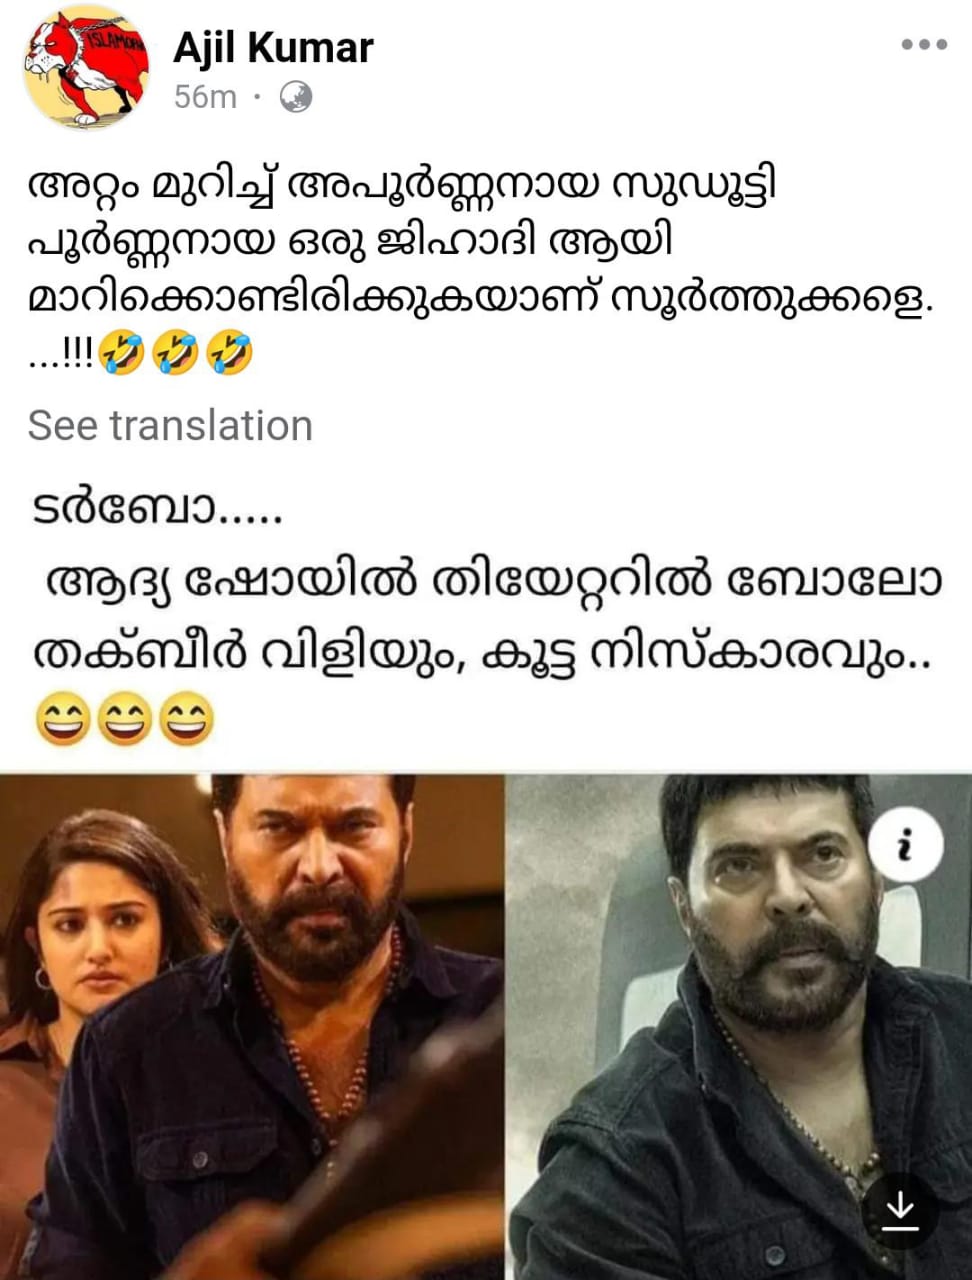 Ajil Kumar
56m ·
അറ്റം മുറിച്ച് അപൂർണ്ണനായ സുഡൂട്ടി
പൂർണ്ണനായ ഒരു ജിഹാദി ആയി
മാറിക്കൊണ്ടിരിക്കുകയാണ് സൂർത്തുക്കളെ.
...!!!🤣🤣🤣
See translation
ടർബോ.....
ആദ്യ ഷോയിൽ തിയേറ്ററിൽ ബോലോ
തക്ബീർ വിളിയും, കൂട്ട നിസ്കാരവും..
😄😄😄